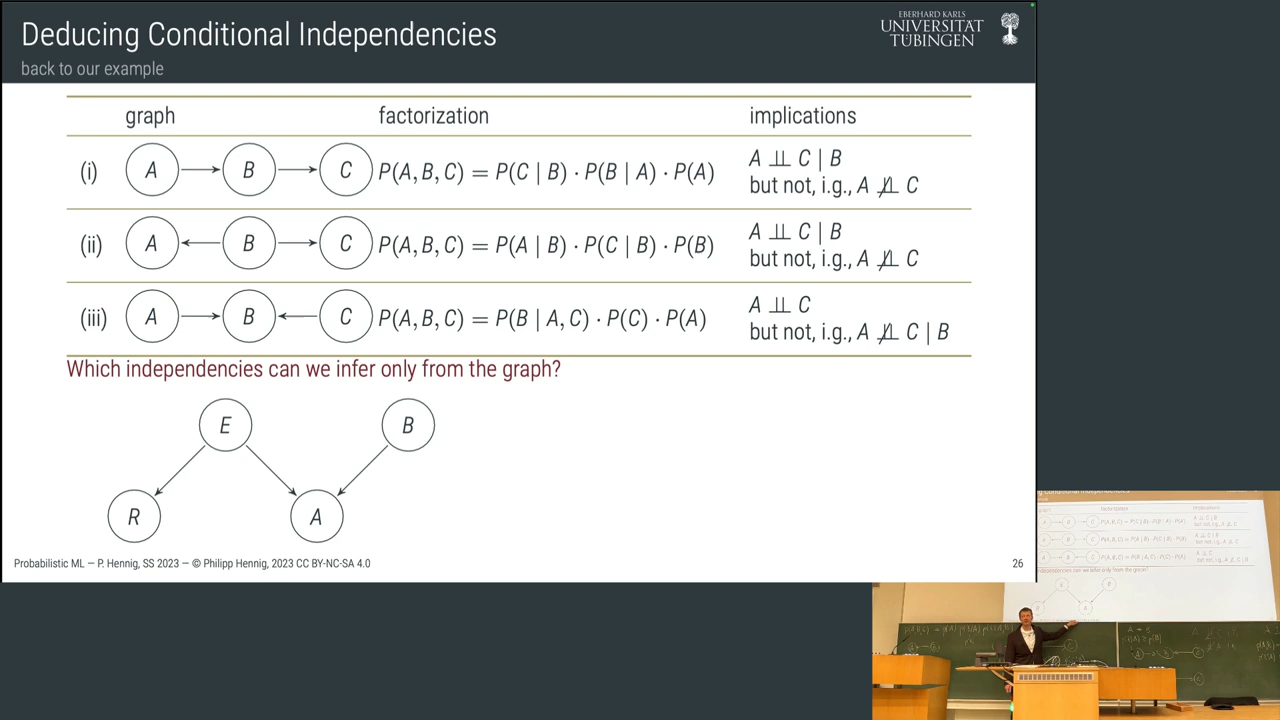 Deducing Conditional Independencies
back to our example
EBERHARD KARLS
UNIVERSITÄT
TÜBINGEN
graph factorization implications
(i) A B C P(A, B, C) = P(C | B) · P(B | A) · P(A) A ⫫ C | B
but not, i.g., A ⫫̸ C
(ii) A B C P(A, B, C) = P(A | B) · P(C | B) · P(B) A ⫫ C | B
but not, i.g., A ⫫̸ C
(iii) A B C P(A, B, C) = P(B | A, C) · P(C) · P(A) A ⫫ C
but not, i.g., A ⫫̸ C | B
Which independencies can we infer only from the graph?
E B
R A
Probabilistic ML — P. Hennig, SS 2023 — © Philipp Hennig, 2023 CC BY-NC-SA 4.0 26